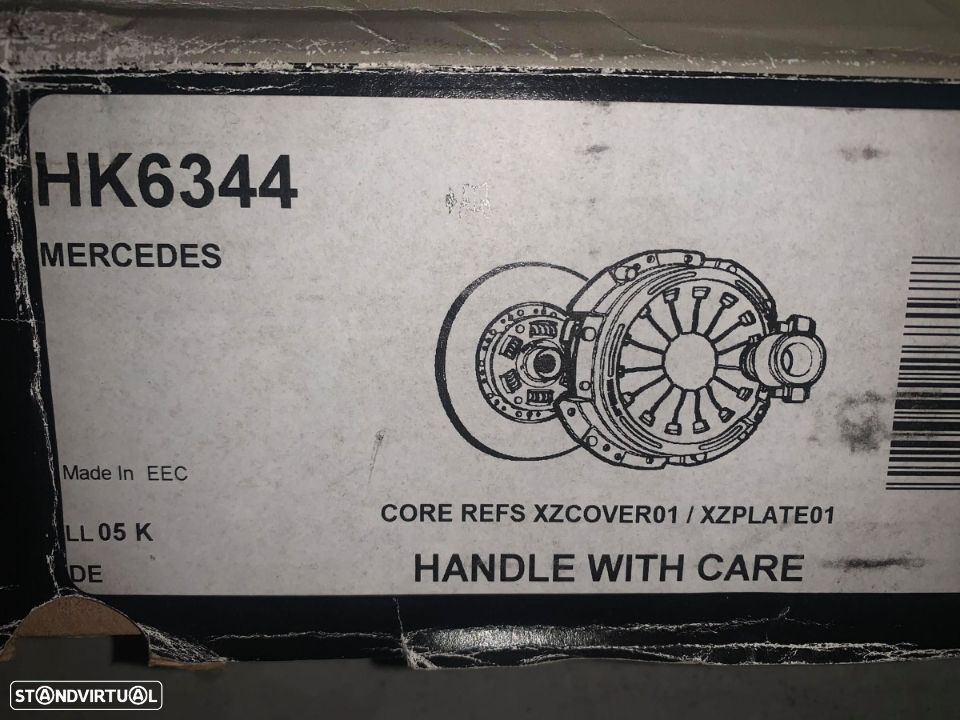 HK6344
MERCEDES
Made In EEC
CORE REFS XZCOVER01 / XZPLATE01
LL 05 K
HANDLE WITH CARE
DE
STANDVIRTUAL